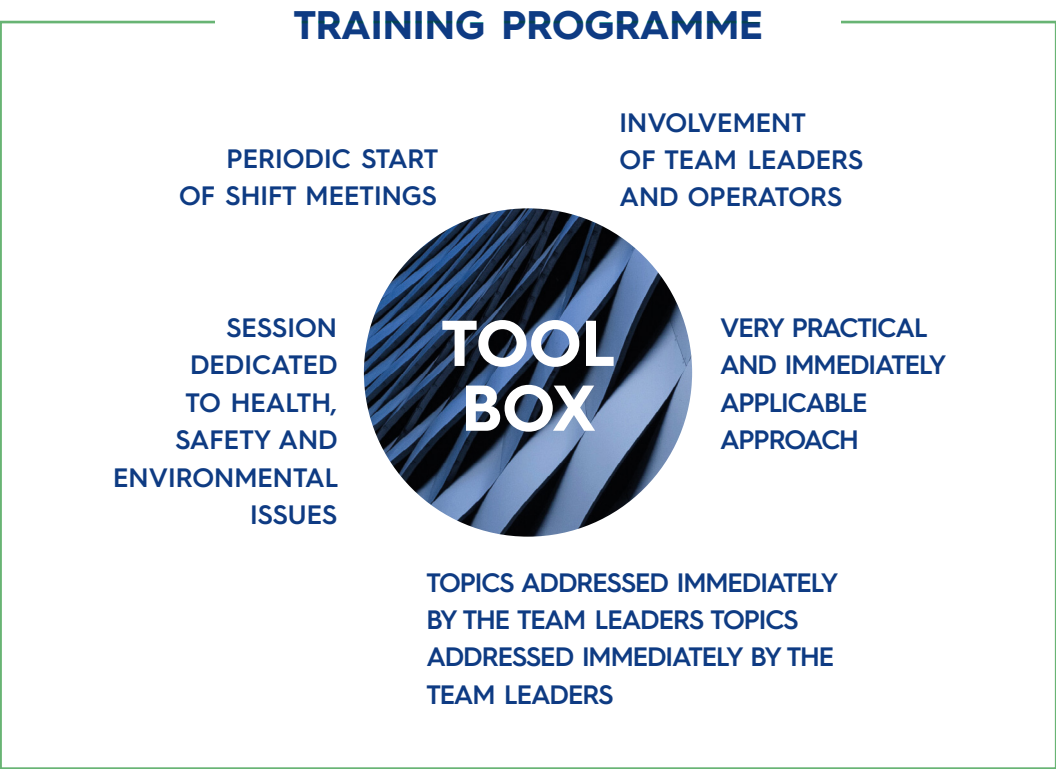 TRAINING PROGRAMME
PERIODIC START
OF SHIFT MEETINGS
INVOLVEMENT
OF TEAM LEADERS
AND OPERATORS
SESSION
DEDICATED
TO HEALTH,
SAFETY AND
ENVIRONMENTAL
ISSUES
TOOL
BOX
VERY PRACTICAL
AND IMMEDIATELY
APPLICABLE
APPROACH
TOPICS ADDRESSED IMMEDIATELY
BY THE TEAM LEADERS TOPICS
ADDRESSED IMMEDIATELY BY THE
TEAM LEADERS